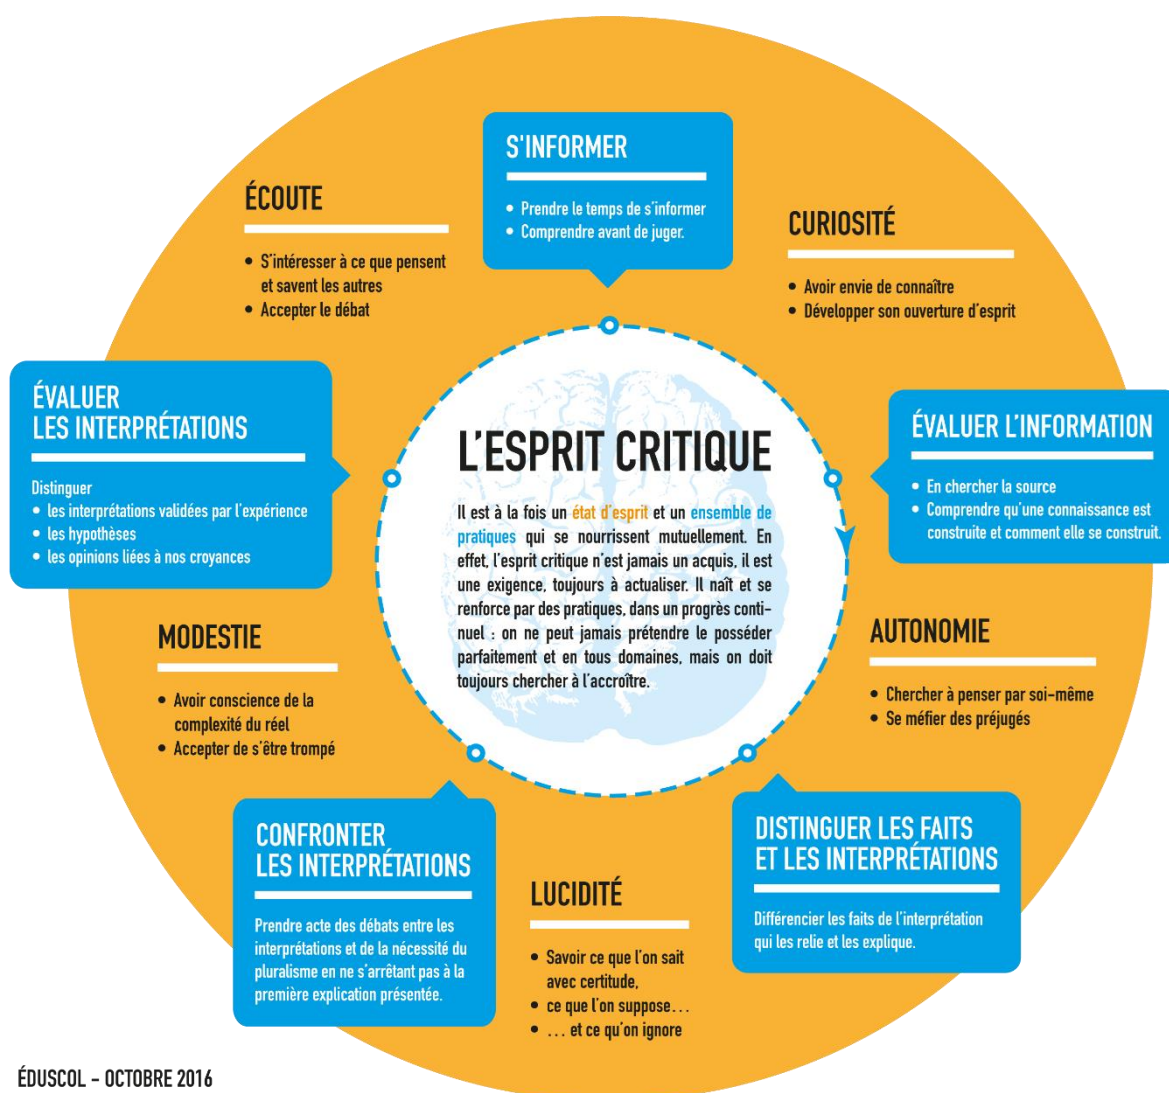 S'INFORMER
• Prendre le temps de s'informer
• Comprendre avant de juger.
ÉCOUTE
• S'intéresser à ce que pensent
et savent les autres
• Accepter le débat
CURIOSITÉ
• Avoir envie de connaître
• Développer son ouverture d'esprit
ÉVALUER
LES INTERPRÉTATIONS
Distinguer
• les interprétations validées par l'expérience
• les hypothèses
• les opinions liées à nos croyances
L'ESPRIT CRITIQUE
Il est à la fois un état d'esprit et un ensemble de
pratiques qui se nourrissent mutuellement. En
effet, l'esprit critique n'est jamais un acquis, il est
une exigence, toujours à actualiser. Il naît et se
renforce par des pratiques, dans un progrès conti-
nuel : on ne peut jamais prétendre le posséder
parfaitement et en tous domaines, mais on doit
toujours chercher à l'accroître.
ÉVALUER L'INFORMATION
• En chercher la source
• Comprendre qu'une connaissance est
construite et comment elle se construit.
MODESTIE
• Avoir conscience de la
complexité du réel
• Accepter de s'être trompé
AUTONOMIE
• Chercher à penser par soi-même
• Se méfier des préjugés
CONFRONTER
LES INTERPRÉTATIONS
Prendre acte des débats entre les
interprétations et de la nécessité du
pluralisme en ne s'arrêtant pas à la
première explication présentée.
LUCIDITÉ
• Savoir ce que l'on sait
avec certitude,
• ce que l'on suppose...
• ... et ce qu'on ignore
DISTINGUER LES FAITS
ET LES INTERPRÉTATIONS
Différencier les faits de l'interprétation
qui les relie et les explique.
ÉDUSCOL - OCTOBRE 2016